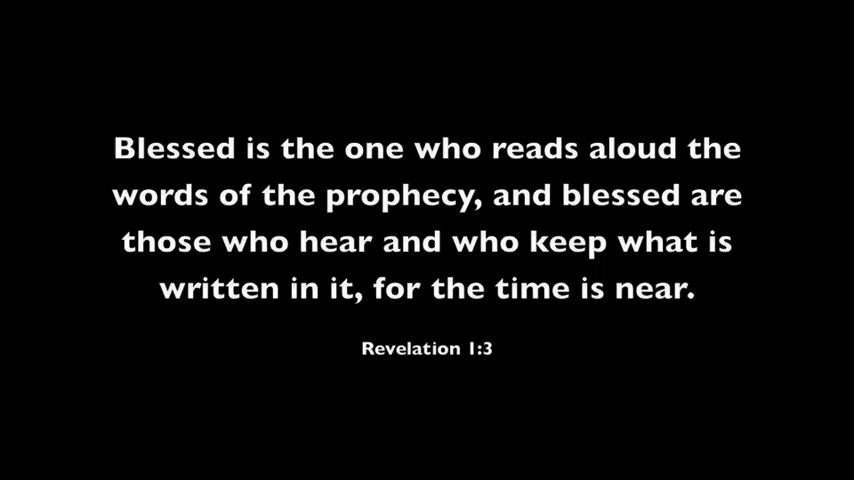 Blessed is the one who reads aloud the
words of the prophecy, and blessed are
those who hear and who keep what is
written in it, for the time is near.
Revelation 1:3